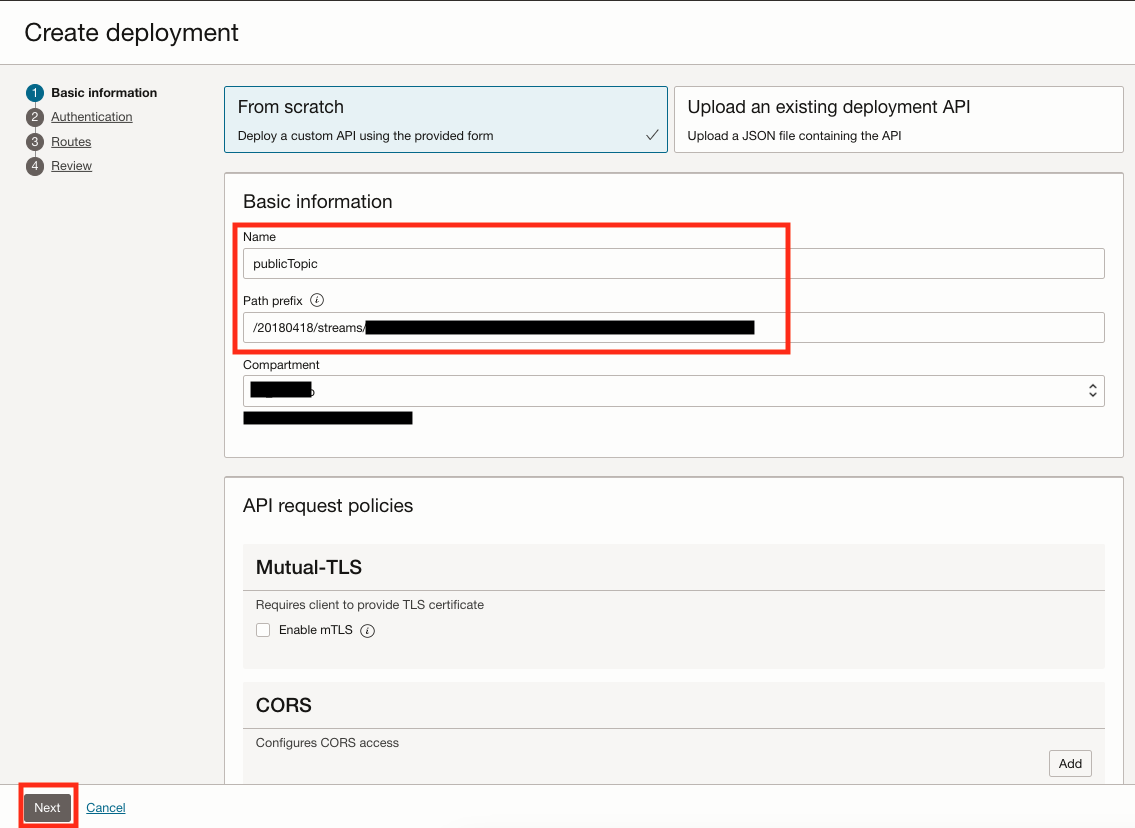 Create deployment
1 Basic information
2 Authentication
3 Routes
4 Review
From scratch
Deploy a custom API using the provided form
Upload an existing deployment API
Upload a JSON file containing the API
Basic information
Name
publicTopic
Path prefix i
/20180418/streams/
Compartment
API request policies
Mutual-TLS
Requires client to provide TLS certificate
Enable mTLS i
CORS
Configures CORS access
Add
Next Cancel